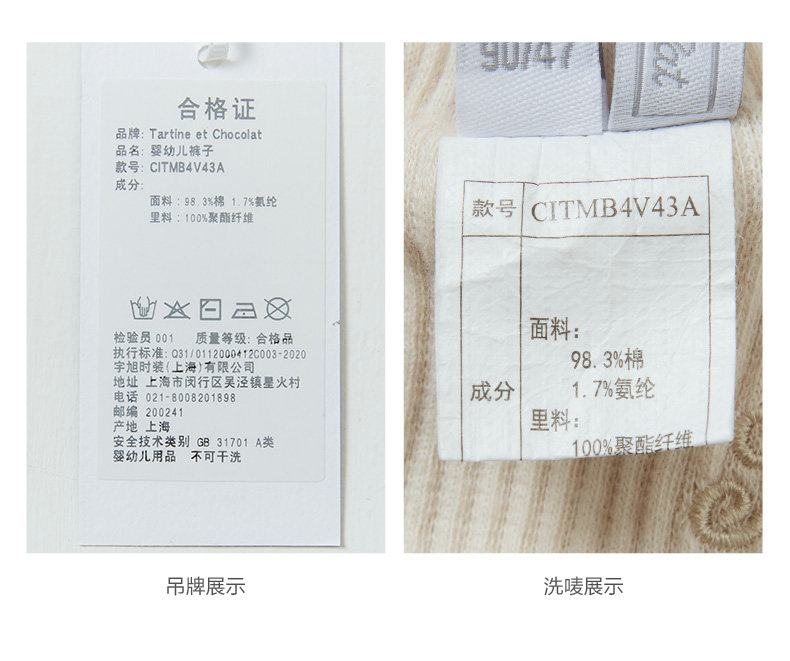 合格证
品牌: Tartine et Chocolat
品名: 婴幼儿裤子
款号: CITMB4V43A
成分:
面料：98.3%棉 1.7%氨纶
里料：100%聚酯纤维
检验员 001 质量等级: 合格品
执行标准: Q31/0112000412C003-2020
宇旭时装(上海)有限公司
地址 上海市闵行区吴泾镇星火村
电话 021-8008201898
邮编 200241
产地 上海
安全技术类别 GB 31701 A类
婴幼儿用品 不可干洗
90/47
款号 CITMB4V43A
成分
面料：
98.3%棉
1.7%氨纶
里料：
100%聚酯纤维
吊牌展示
洗唛展示